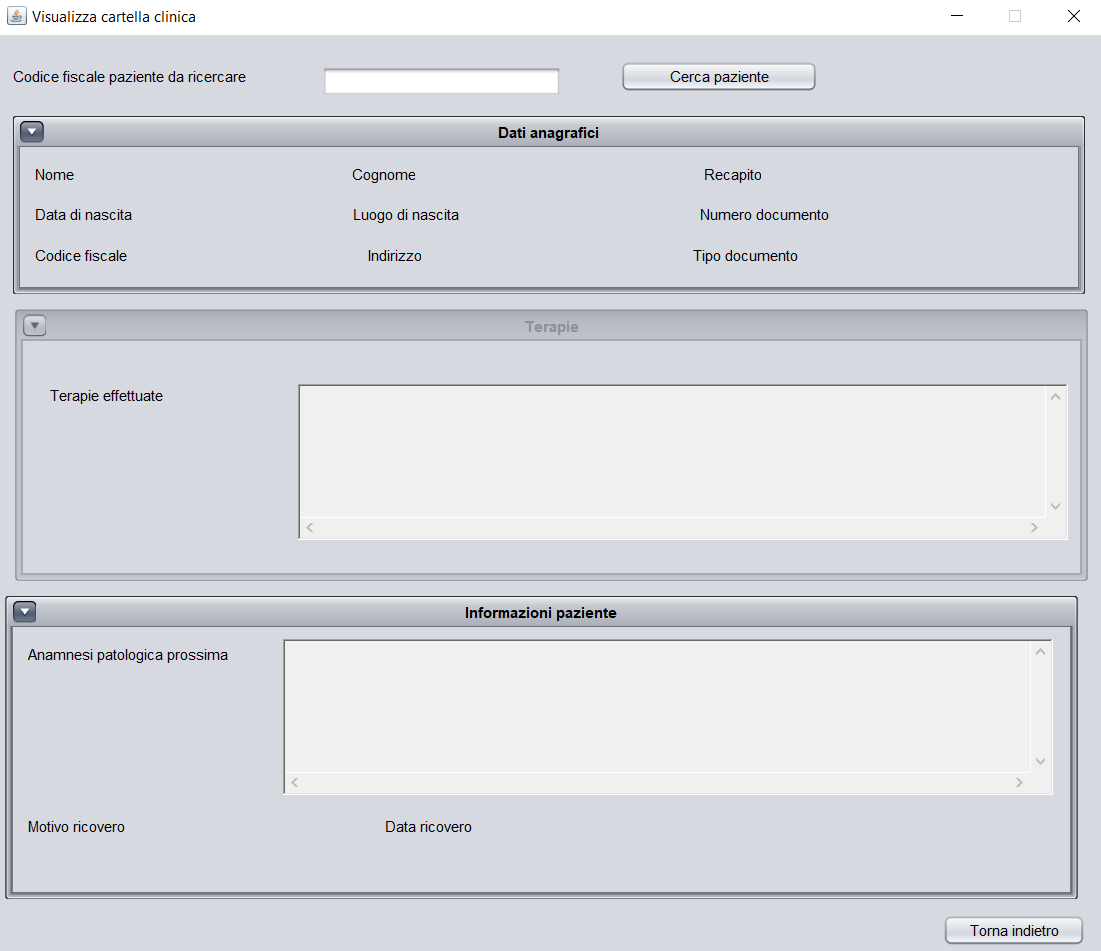 Visualizza cartella clinica
Codice fiscale paziente da ricercare
Cerca paziente
Dati anagrafici
Nome Cognome Recapito
Data di nascita Luogo di nascita Numero documento
Codice fiscale Indirizzo Tipo documento
Terapie
Terapie effettuate
Informazioni paziente
Anamnesi patologica prossima
Motivo ricovero Data ricovero
Torna indietro